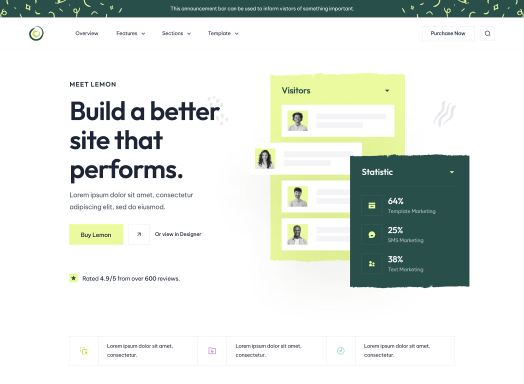 This announcement bar can be used to inform vistors of something important.
Overview
Features
Sections
Template
Purchase Now
MEET LEMON
Build a better
site that
performs.
Lorem ipsum dolor sit amet, consectetur
adipiscing elit, sed do eiusmod.
Buy Lemon
Or view in Designer
Rated 4.9/5 from over 600 reviews.
Visitors
Statistic
64%
Template Marketing
25%
SMS Marketing
38%
Text Marketing
Lorem ipsum dolor sit amet,
consectetur.
Lorem ipsum dolor sit amet,
consectetur.
Lorem ipsum dolor sit amet,
consectetur.